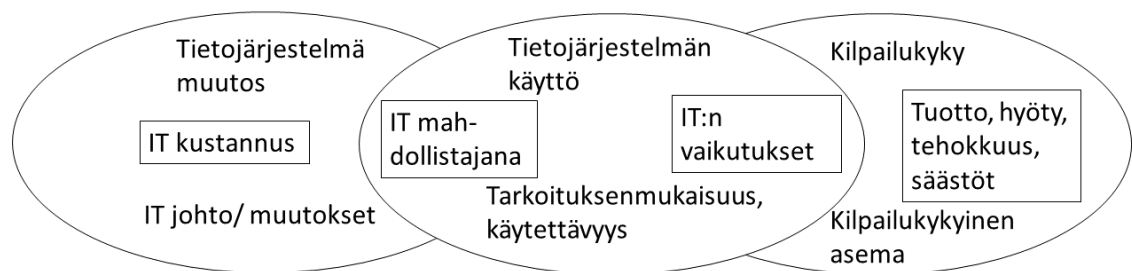 Tietojärjestelmä
muutos
IT kustannus
IT johto/ muutokset
IT mah-
dollistajana
Tietojärjestelmän
käyttö
IT:n
vaikutukset
Tarkoituksenmukaisuus,
käytettävyys
Kilpailukyky
Tuotto, hyöty,
tehokkuus,
säästöt
Kilpailukykyinen
asema